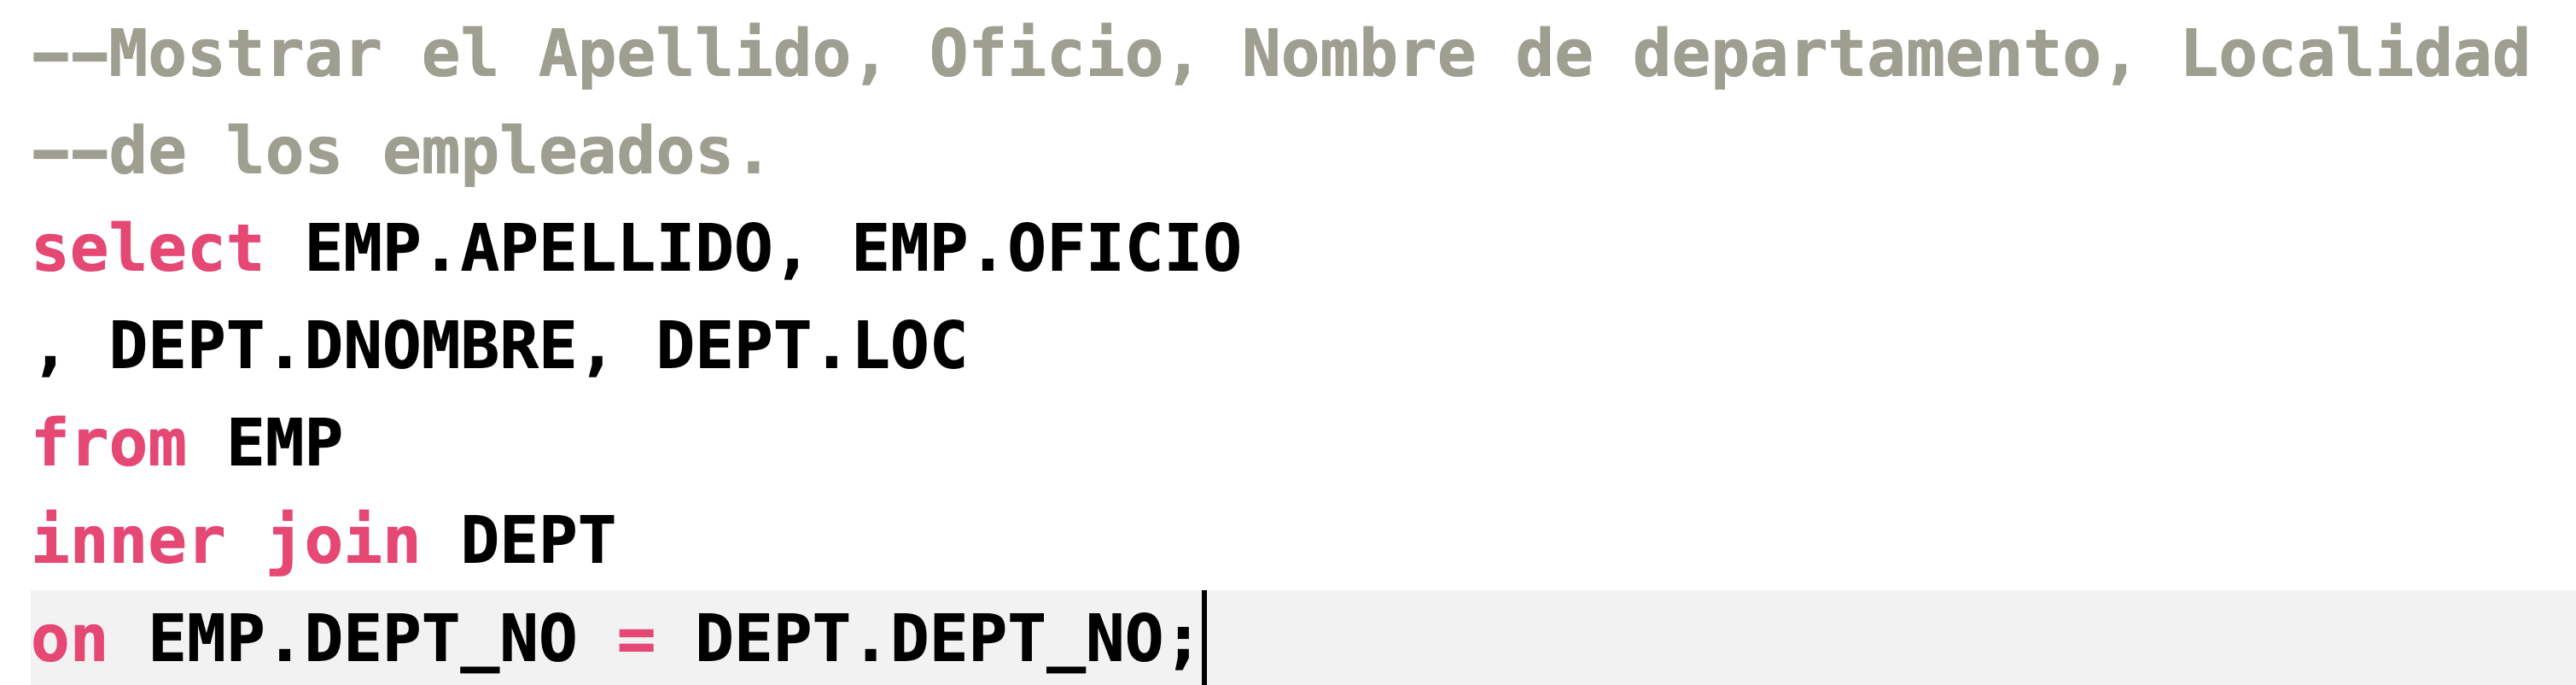 --Mostrar el Apellido, Oficio, Nombre de departamento, Localidad
--de los empleados.
select EMP.APELLIDO, EMP.OFICIO
, DEPT.DNOMBRE, DEPT.LOC
from EMP
inner join DEPT
on EMP.DEPT_NO = DEPT.DEPT_NO;